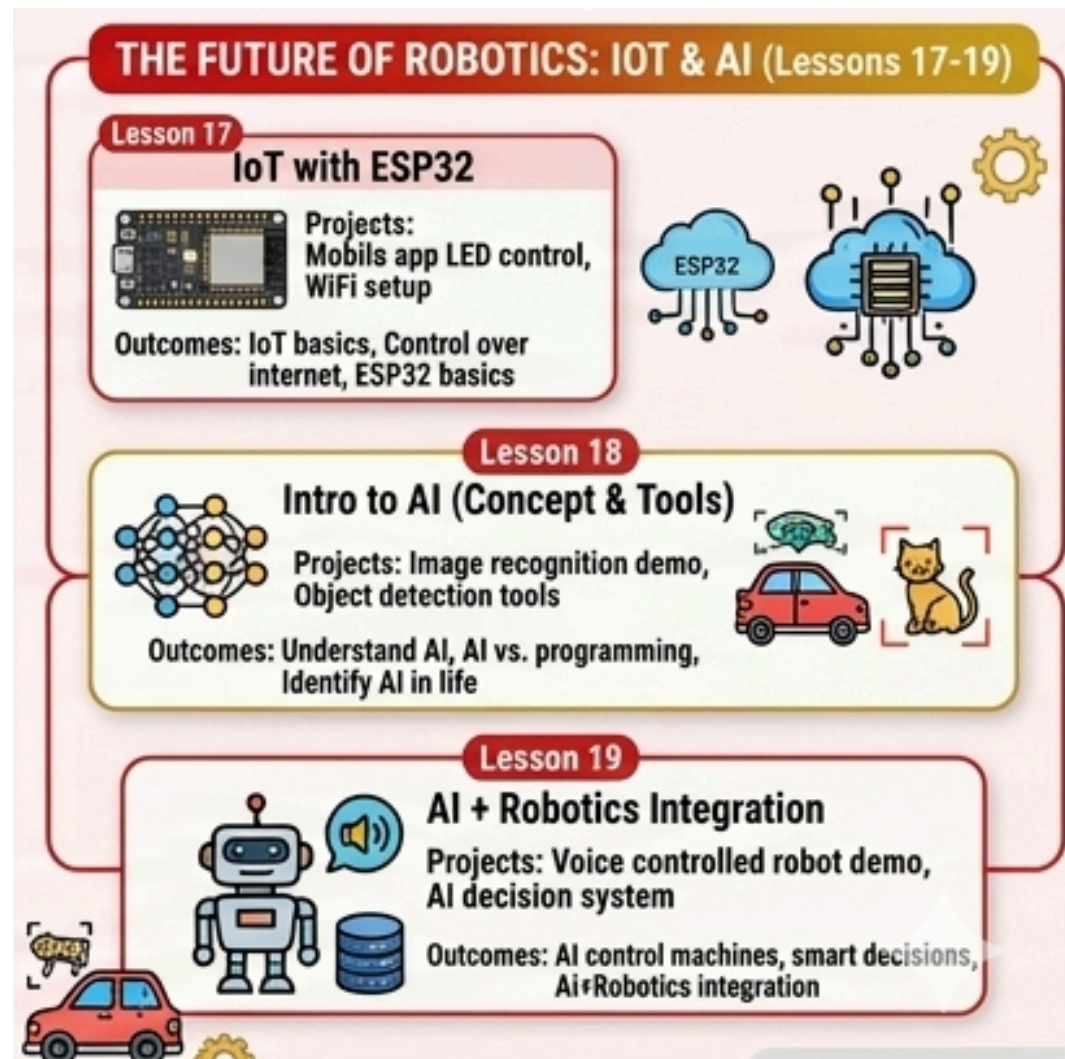 THE FUTURE OF ROBOTICS: IOT & AI (Lessons 17-19)
Lesson 17
IoT with ESP32
Projects:
Mobils app LED control,
WiFi setup
Outcomes: IoT basics, Control over
internet, ESP32 basics
ESP32
Lesson 18
Intro to AI (Concept & Tools)
Projects: Image recognition demo,
Object detection tools
Outcomes: Understand AI, AI vs. programming,
Identify AI in life
Lesson 19
AI + Robotics Integration
Projects: Voice controlled robot demo,
AI decision system
Outcomes: AI control machines, smart decisions,
Ai+Robotics integration